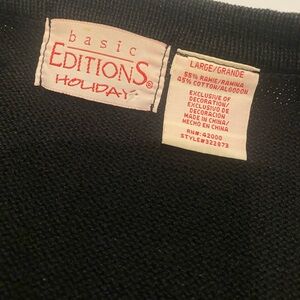 basic
EDITIONS®
HOLIDAY
LARGE/GRANDE
55% RAMIE/RAMINA
45% COTTON/ALGODON
EXCLUSIVE OF
DECORATION/
EXCLUSIVO DE
DECORACION
MADE IN CHINA/
HECHO EN CHINA
RN#: 42000
STYLE#322873